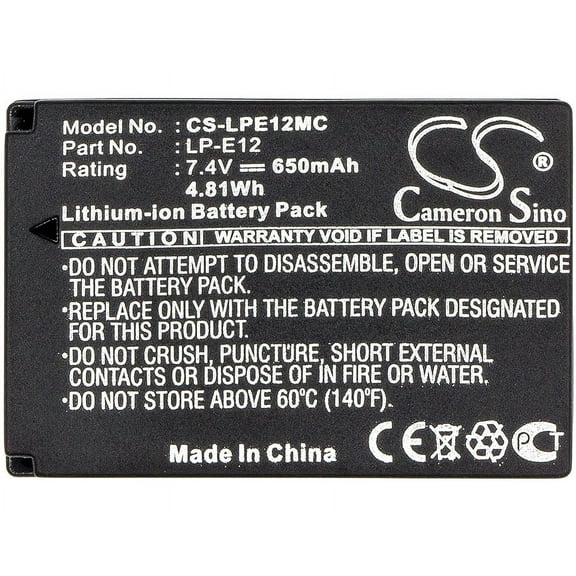 Model No. : CS-LPE12MC
Part No. : LP-E12
Rating : 7.4V 650mAh
4.81Wh
Lithium-ion Battery Pack
CS
®
Cameron Sino
CAUTION WARRANTY VOID IF LABEL IS REMOVED
*DO NOT ATTEMPT TO DISASSEMBLE, OPEN OR SERVICE
THE BATTERY PACK.
*REPLACE ONLY WITH THE BATTERY PACK DESIGNATED
FOR THIS PRODUCT.
*DO NOT CRUSH, PUNCTURE, SHORT EXTERNAL
CONTACTS OR DISPOSE IN FIRE OR WATER.
*DO NOT EXPOSE ABOVE 60°C (140°F)
Made In China
CE PCT